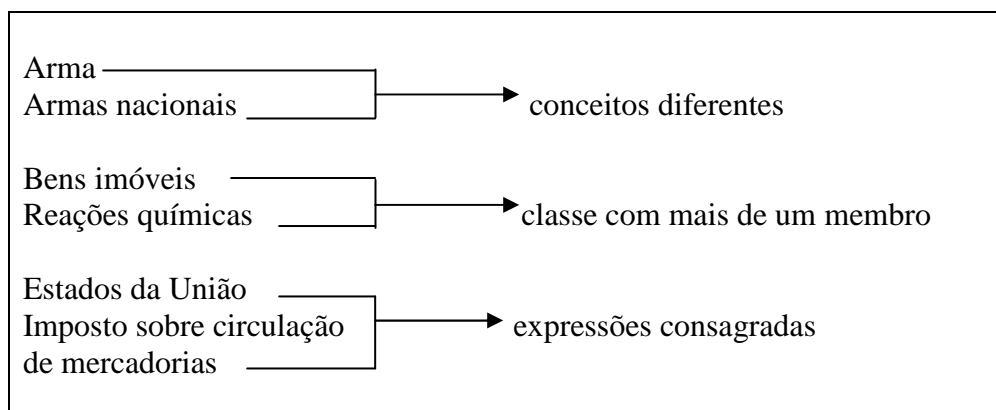 Arma
Armas nacionais
conceitos diferentes
Bens imóveis
Reações químicas
classe com mais de um membro
Estados da União
Imposto sobre circulação
de mercadorias
expressões consagradas